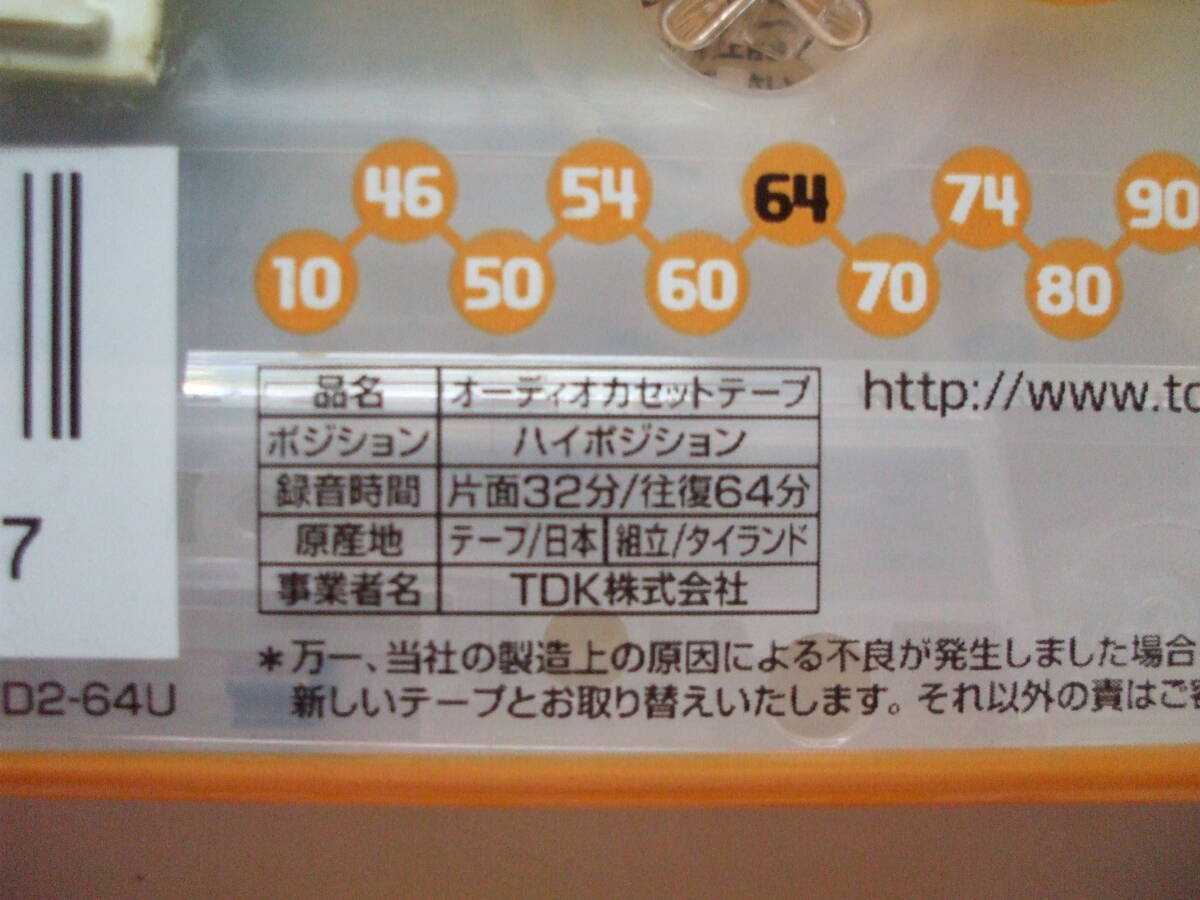 46 54 64 74 90
10 50 60 70 80
品名 オーディオカセットテープ
http://www.td
ポジション ハイポジション
録音時間 片面32分/往復64分
原産地 テープ/日本 組立/タイランド
事業者名 TDK株式会社
7
*万一、当社の製造上の原因による不良が発生しました場合
D2-64U
新しいテープとお取り替えいたします。それ以外の責はご容